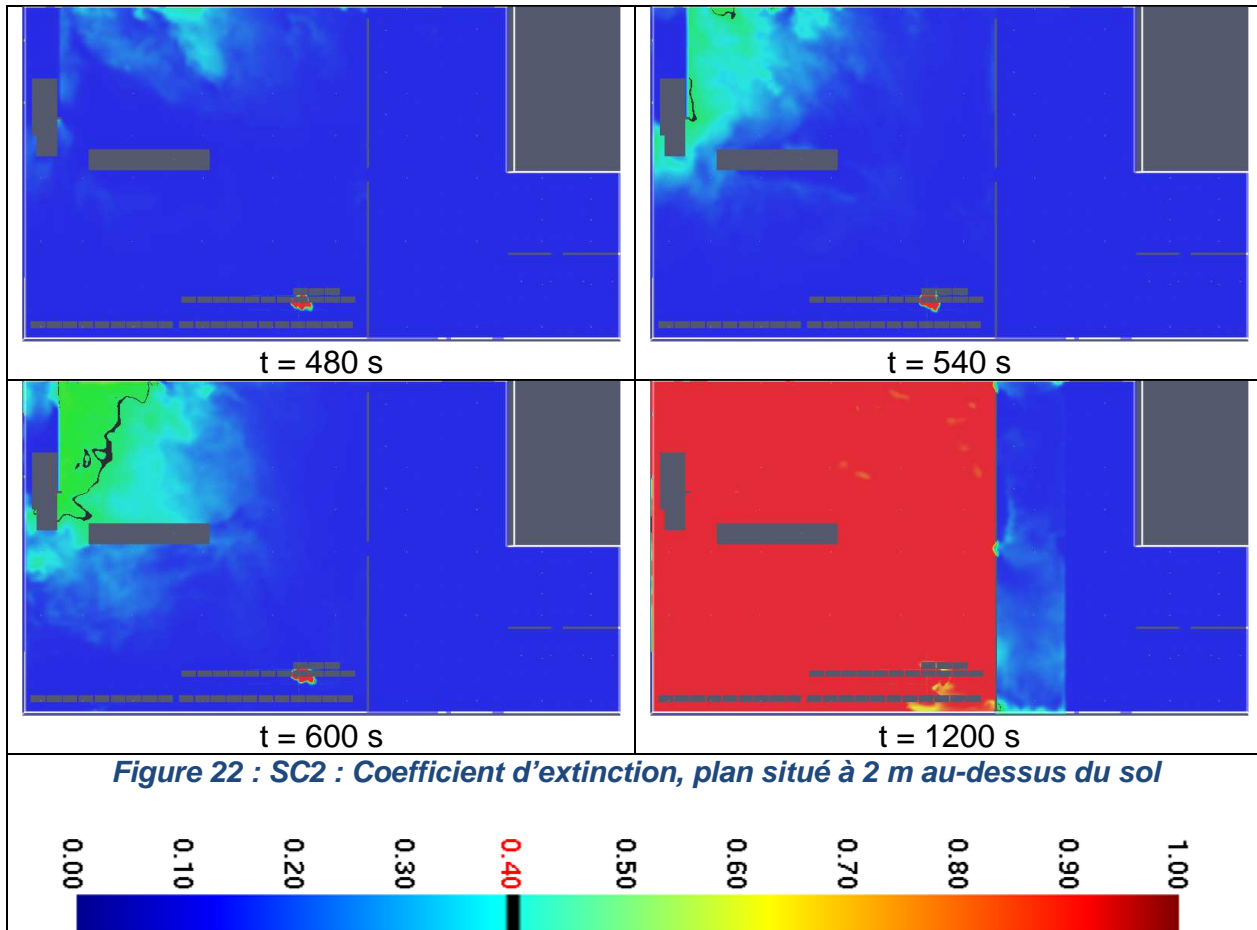 t = 480 s
t = 540 s
t = 600 s
t = 1200 s
Figure 22 : SC2 : Coefficient d’extinction, plan situé à 2 m au-dessus du sol
0.00 0.10 0.20 0.30 0.40 0.50 0.60 0.70 0.80 0.90 1.00